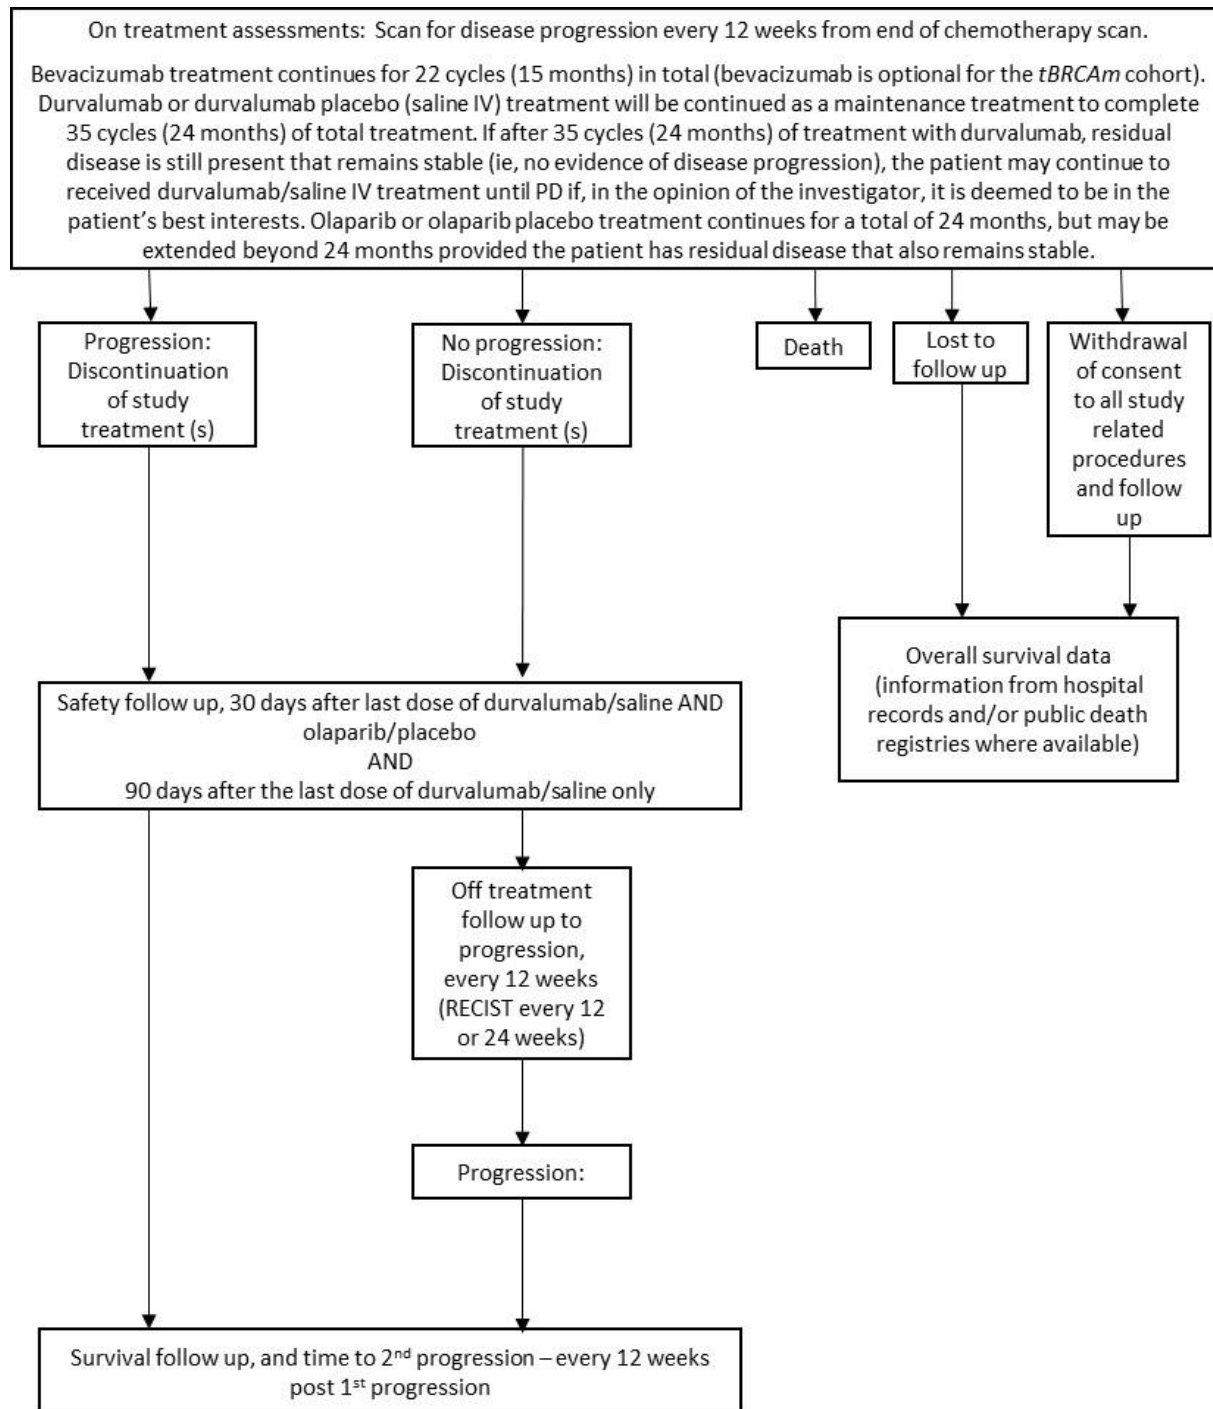 On treatment assessments: Scan for disease progression every 12 weeks from end of chemotherapy scan.
Bevacizumab treatment continues for 22 cycles (15 months) in total (bevacizumab is optional for the tBRCAm cohort).
Durvalumab or durvalumab placebo (saline IV) treatment will be continued as a maintenance treatment to complete
35 cycles (24 months) of total treatment. If after 35 cycles (24 months) of treatment with durvalumab, residual
disease is still present that remains stable (ie, no evidence of disease progression), the patient may continue to
received durvalumab/saline IV treatment until PD if, in the opinion of the investigator, it is deemed to be in the
patient's best interests. Olaparib or olaparib placebo treatment continues for a total of 24 months, but may be
extended beyond 24 months provided the patient has residual disease that also remains stable.
Progression:
Discontinuation
of study
treatment (s)
No progression:
Discontinuation
of study
treatment (s)
Death
Lost to
follow up
Withdrawal
of consent
to all study
related
procedures
and follow
up
Overall survival data
(information from hospital
records and/or public death
registries where available)
Safety follow up, 30 days after last dose of durvalumab/saline AND
olaparib/placebo
AND
90 days after the last dose of durvalumab/saline only
Off treatment
follow up to
progression,
every 12 weeks
(RECIST every 12
or 24 weeks)
Progression:
Survival follow up, and time to 2nd progression – every 12 weeks
post 1st progression